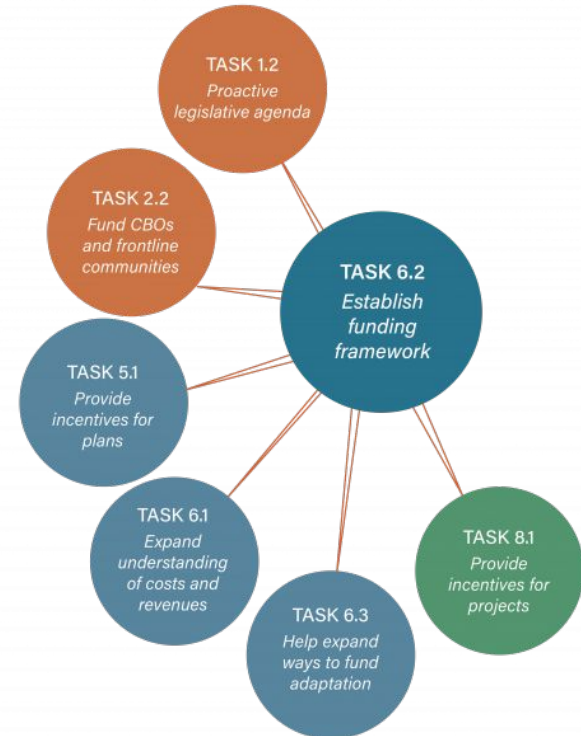 TASK 1.2
Proactive
legislative agenda
TASK 2.2
Fund CBOs
and frontline
communities
TASK 6.2
Establish
funding
framework
TASK 5.1
Provide
incentives for
plans
TASK 6.1
Expand
understanding
of costs and
revenues
TASK 6.3
Help expand
ways to fund
adaptation
TASK 8.1
Provide
incentives for
projects